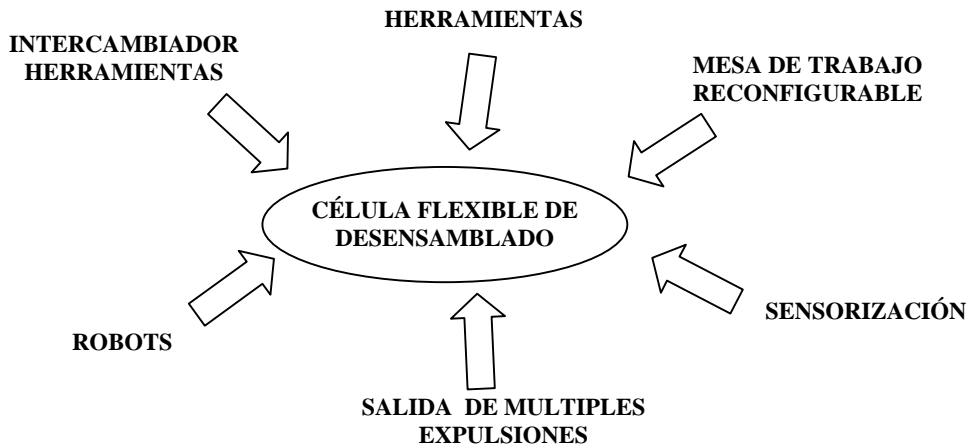 HERRAMIENTAS
INTERCAMBIADOR
HERRAMIENTAS
MESA DE TRABAJO
RECONFIGURABLE
CÉLULA FLEXIBLE DE
DESENSAMBLADO
SENSORIZACIÓN
ROBOTS
SALIDA DE MULTIPLES
EXPULSIONES